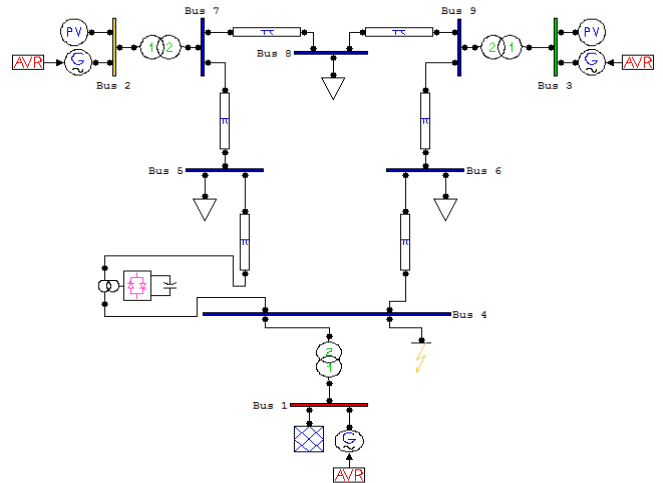 Bus 7
Bus 9
PV
π
π
PV
1 2
Bus 8
2 1
AVR
G
G
AVR
Bus 2
Bus 3
π
π
Bus 5
Bus 6
π
π
Bus 4
2
1
Bus 1
G
AVR